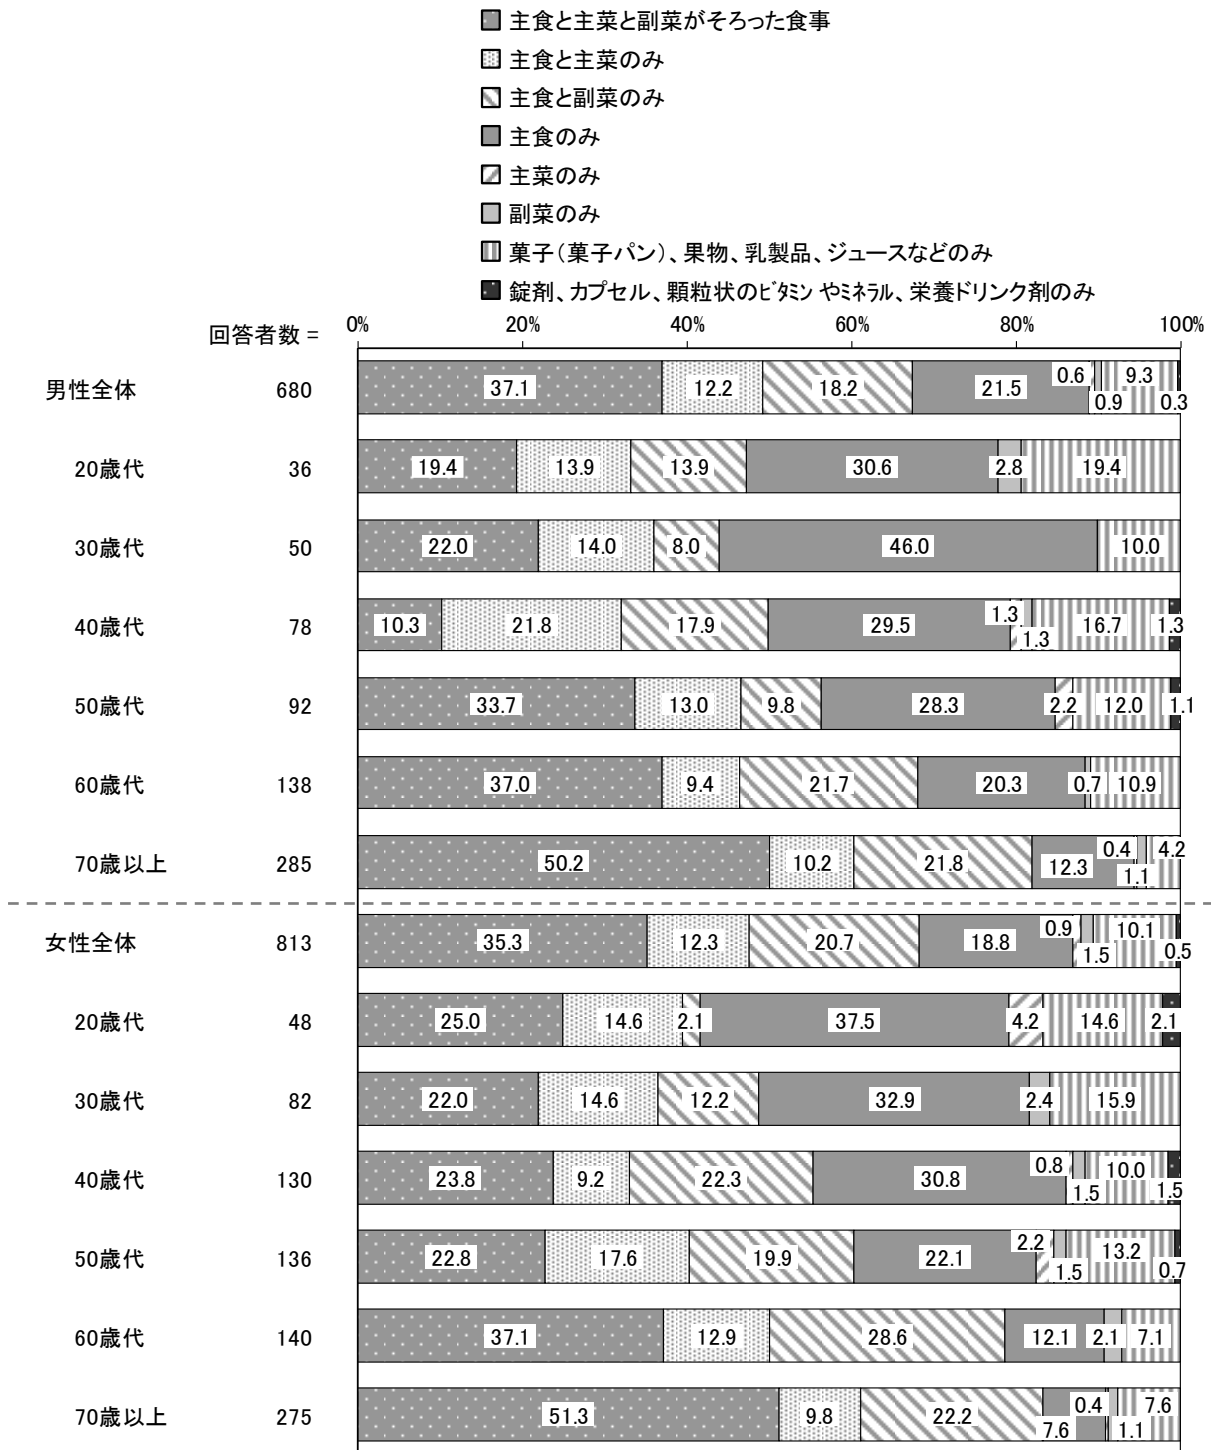 主食と主菜と副菜がそろった食事
主食と主菜のみ
主食と副菜のみ
主食のみ
主菜のみ
副菜のみ
菓子(菓子パン)、果物、乳製品、ジュースなどのみ
錠剤、カプセル、顆粒状のビタミン やミネラル、栄養ドリンク剤のみ
回答者数 = 0% 20% 40% 60% 80% 100%
男性全体 680 37.1 12.2 18.2 21.5 0.6 0.9 9.3 0.3
20歳代 36 19.4 13.9 13.9 30.6 2.8 19.4
30歳代 50 22.0 14.0 8.0 46.0 10.0
40歳代 78 10.3 21.8 17.9 29.5 1.3 1.3 16.7 1.3
50歳代 92 33.7 13.0 9.8 28.3 2.2 12.0 1.1
60歳代 138 37.0 9.4 21.7 20.3 0.7 10.9
70歳以上 285 50.2 10.2 21.8 12.3 0.4 1.1 4.2
女性全体 813 35.3 12.3 20.7 18.8 0.9 1.5 10.1 0.5
20歳代 48 25.0 14.6 2.1 37.5 4.2 14.6 2.1
30歳代 82 22.0 14.6 12.2 32.9 2.4 15.9
40歳代 130 23.8 9.2 22.3 30.8 0.8 1.5 10.0 1.5
50歳代 136 22.8 17.6 19.9 22.1 2.2 1.5 13.2 0.7
60歳代 140 37.1 12.9 28.6 12.1 2.1 7.1
70歳以上 275 51.3 9.8 22.2 7.6 0.4 1.1 7.6